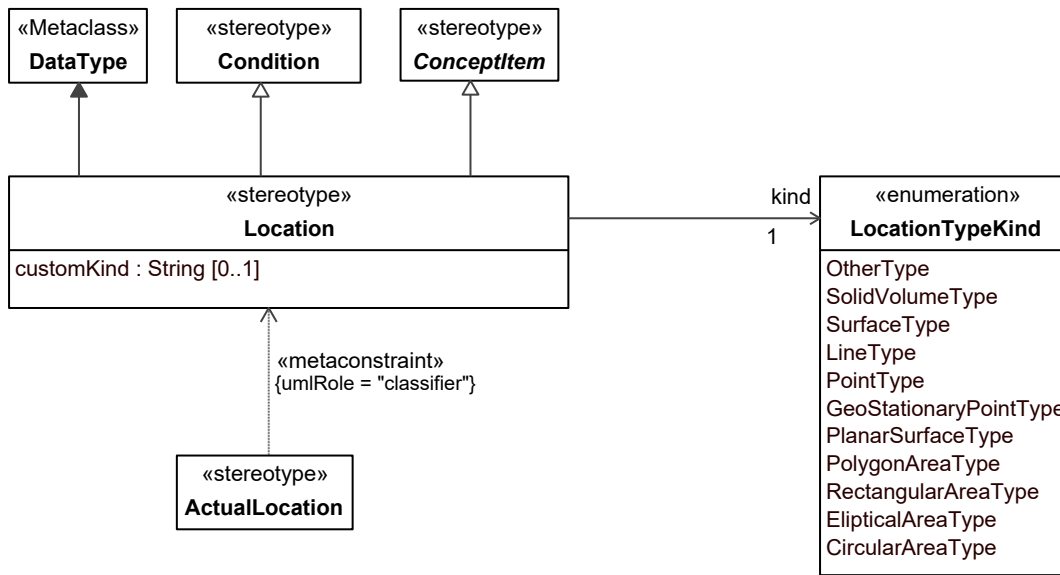 «Metaclass»
DataType
«stereotype»
Condition
«stereotype»
ConceptItem
«stereotype»
Location
customKind : String [0..1]
kind
1
«enumeration»
LocationTypeKind
OtherType
SolidVolumeType
SurfaceType
LineType
PointType
GeoStationaryPointType
PlanarSurfaceType
PolygonAreaType
RectangularAreaType
ElipticalAreaType
CircularAreaType
«metaconstraint»
{umlRole = "classifier"}
«stereotype»
ActualLocation